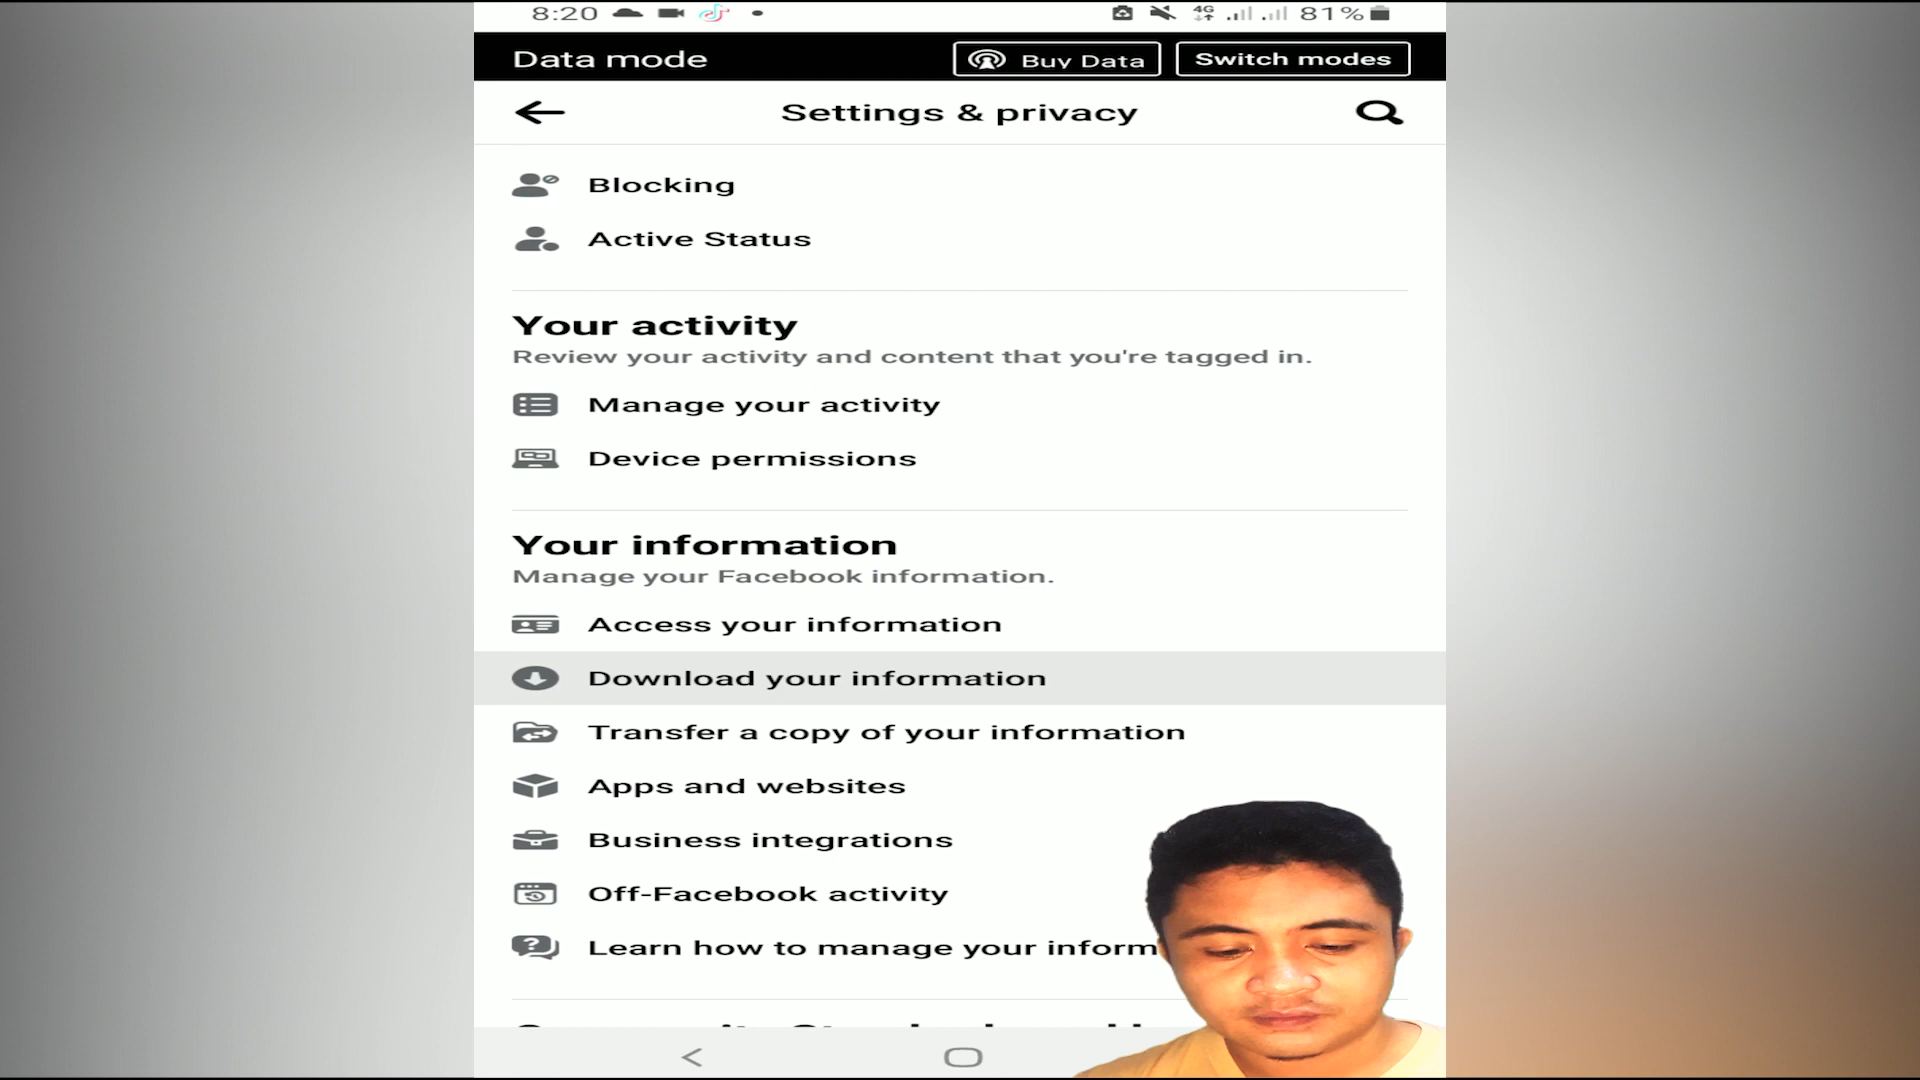 8:20 4G 81%
Data mode Buy Data Switch modes
Settings & privacy
Blocking
Active Status
Your activity
Review your activity and content that you're tagged in.
Manage your activity
Device permissions
Your information
Manage your Facebook information.
Access your information
Download your information
Transfer a copy of your information
Apps and websites
Business integrations
Off-Facebook activity
Learn how to manage your inform